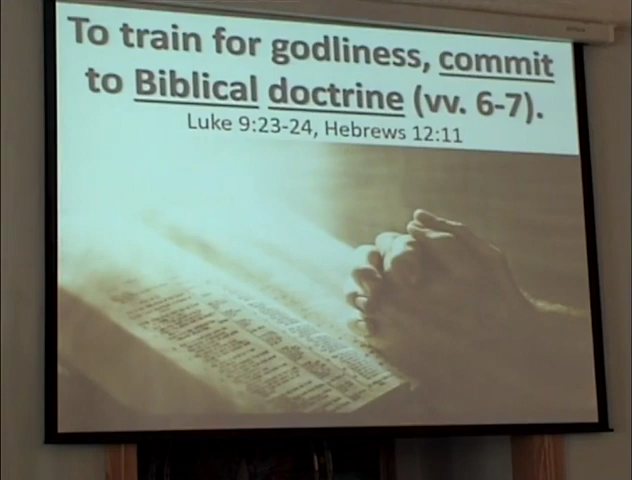 To train for godliness, commit
to Biblical doctrine (vv. 6-7).
Luke 9:23-24, Hebrews 12:11